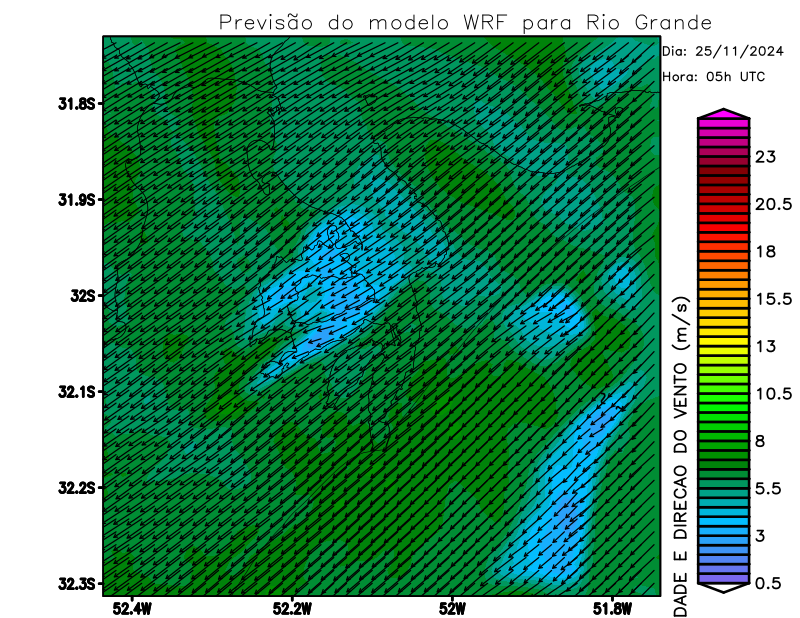 Previsão do modelo WRF para Rio Grande
Dia: 25/11/2024
Hora: 05h UTC
31.8S
31.9S
32S
32.1S
32.2S
32.3S
52.4W
52.2W
52W
51.8W
23
20.5
18
15.5
13
10.5
8
5.5
3
0.5
DADE E DIRECAO DO VENTO (m/s)